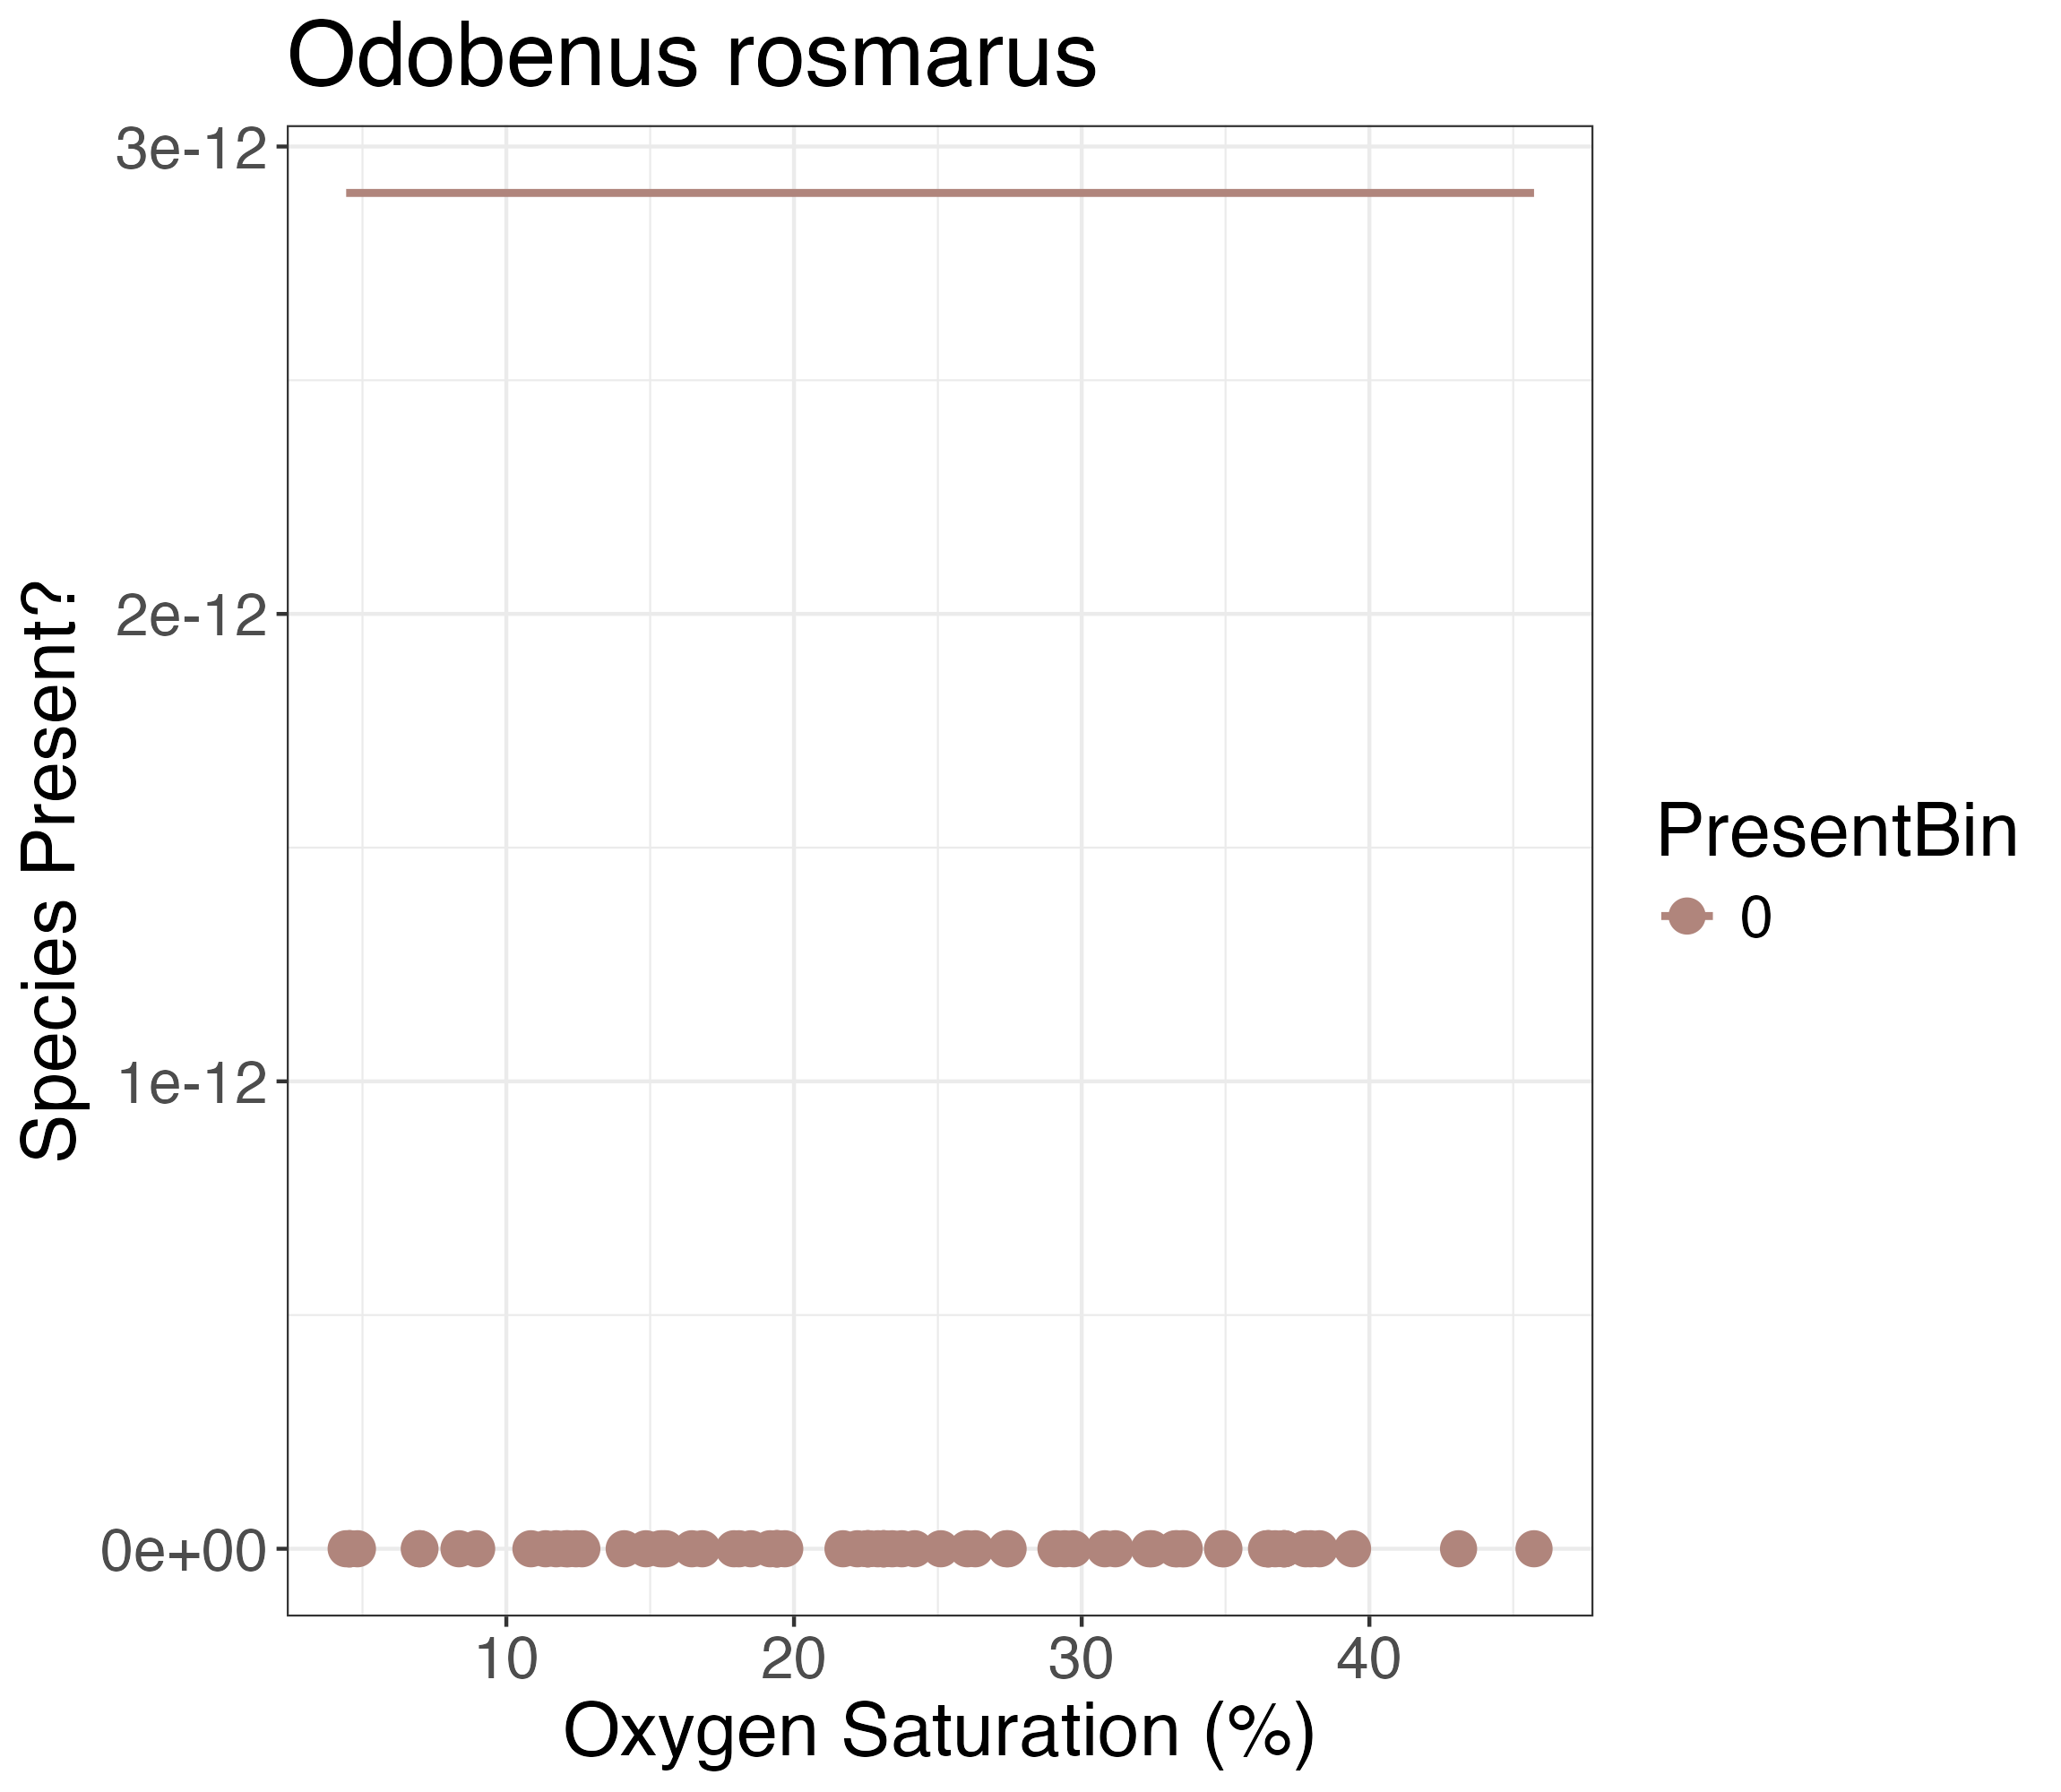 Odobenus rosmarus
3e-12
2e-12
1e-12
0e+00
Species Present?
10 20 30 40
Oxygen Saturation (%)
PresentBin
0